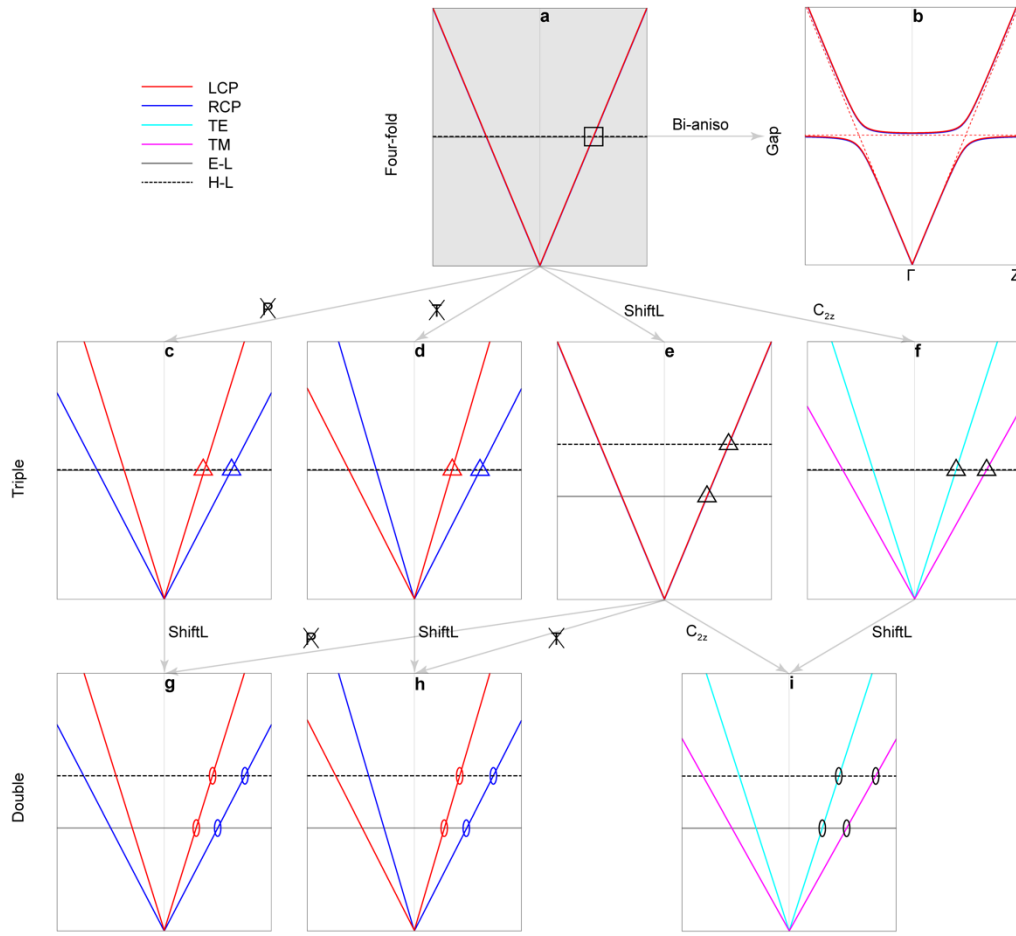 a
b
LCP
RCP
TE
TM
E-L
H-L
Four-fold
Bi-aniso
Gap
Γ
Z
P
T
ShiftL
C₂z
c
d
e
f
Triple
ShiftL
P
ShiftL
T
C₂z
ShiftL
g
h
i
Double